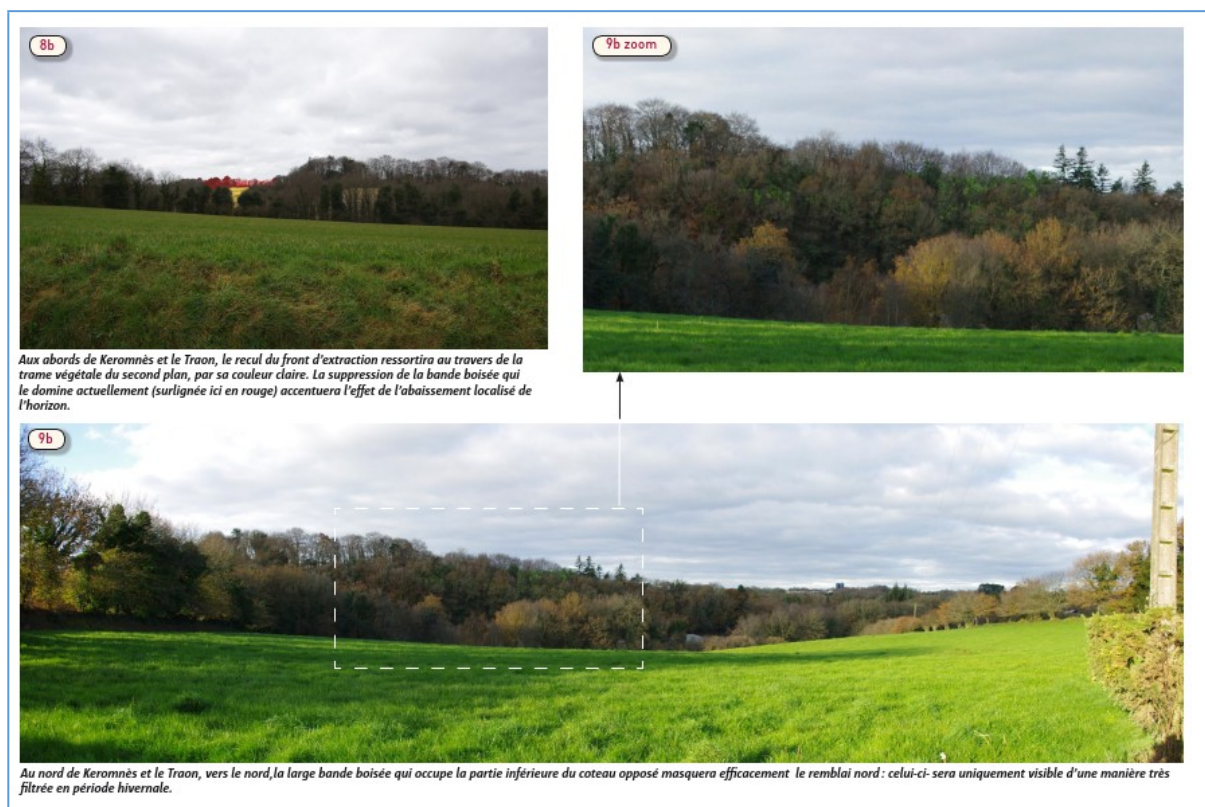 8b
9b zoom
Aux abords de Keromnès et le Traon, le recul du front d'extraction ressortira au travers de la
trame végétale du second plan, par sa couleur claire. La suppression de la bande boisée qui
le domine actuellement (surlignée ici en rouge) accentuera l'effet de l'abaissement localisé de
l'horizon.
9b
Au nord de Keromnès et le Traon, vers le nord,la large bande boisée qui occupe la partie inférieure du coteau opposé masquera efficacement le remblai nord : celui-ci- sera uniquement visible d'une manière très
filtrée en période hivernale.